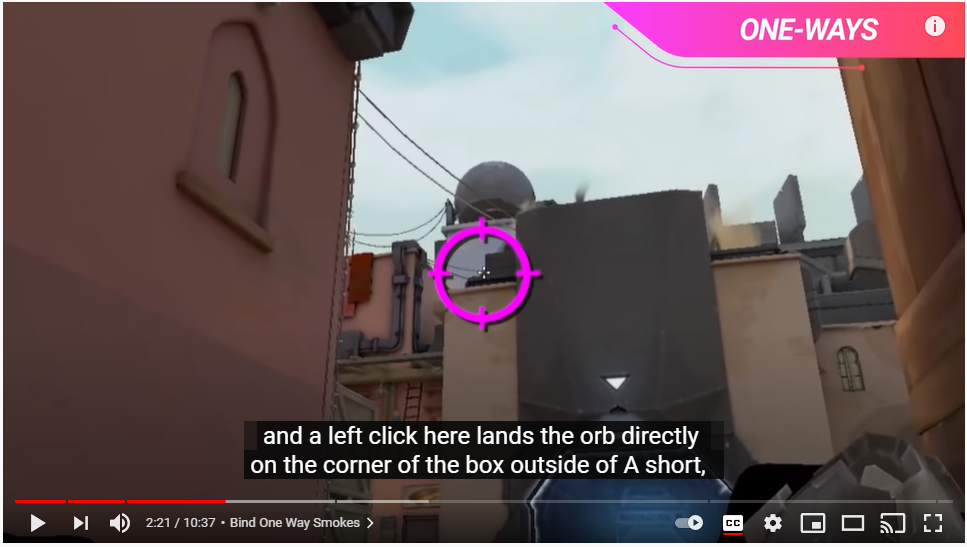 ONE-WAYS
and a left click here lands the orb directly
on the corner of the box outside of A short,
2:21 / 10:37 • Bind One Way Smokes
CC